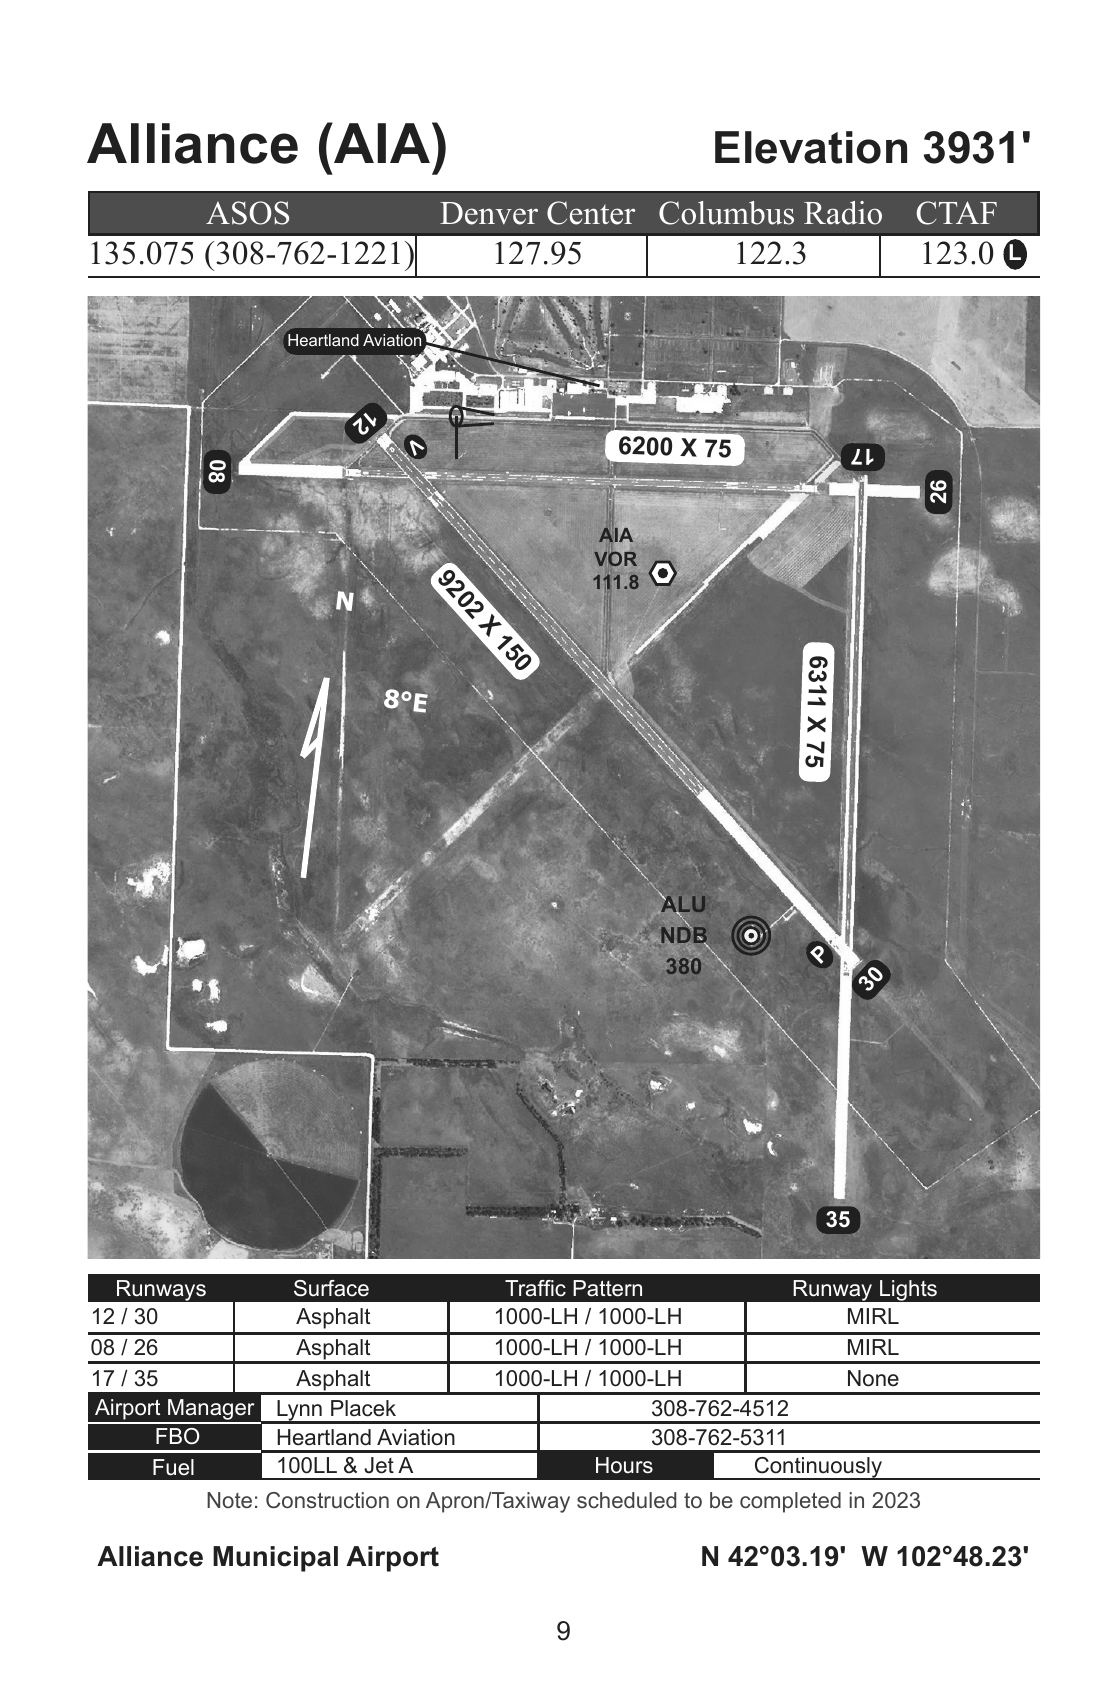 Alliance (AIA) Elevation 3931'
ASOS Denver Center Columbus Radio CTAF
135.075 (308-762-1221) 127.95 122.3 123.0 L
Heartland Aviation
12
V
6200 X 75
17
08
26
AIA
VOR
111.8
9202 X 150
N
6311 X 75
8°E
ALU
NDB
380
P
30
35
Runways Surface Traffic Pattern Runway Lights
12 / 30 Asphalt 1000-LH / 1000-LH MIRL
08 / 26 Asphalt 1000-LH / 1000-LH MIRL
17 / 35 Asphalt 1000-LH / 1000-LH None
Airport Manager Lynn Placek 308-762-4512
FBO Heartland Aviation 308-762-5311
Fuel 100LL & Jet A Hours Continuously
Note: Construction on Apron/Taxiway scheduled to be completed in 2023
Alliance Municipal Airport N 42°03.19' W 102°48.23'
9